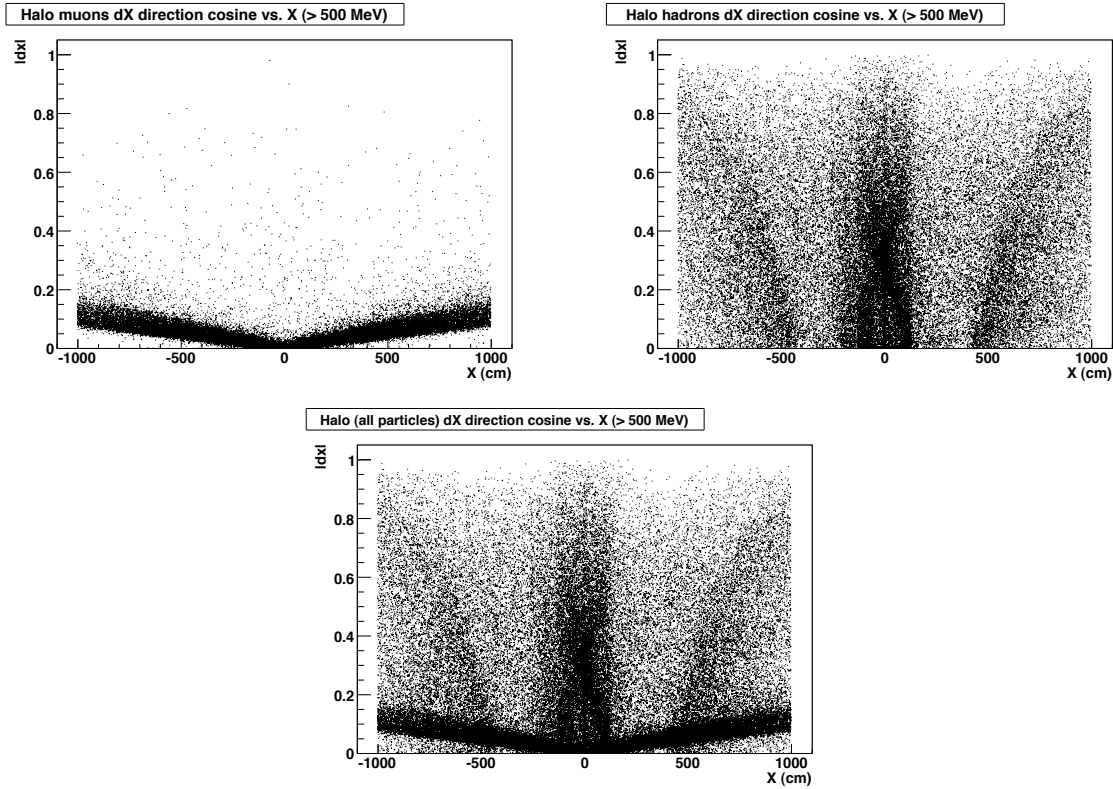 Halo muons dX direction cosine vs. X (> 500 MeV)
|dx|
1
0.8
0.6
0.4
0.2
0
-1000 -500 0 500 1000
X (cm)
Halo hadrons dX direction cosine vs. X (> 500 MeV)
|dx|
1
0.8
0.6
0.4
0.2
0
-1000 -500 0 500 1000
X (cm)
Halo (all particles) dX direction cosine vs. X (> 500 MeV)
|dx|
1
0.8
0.6
0.4
0.2
0
-1000 -500 0 500 1000
X (cm)